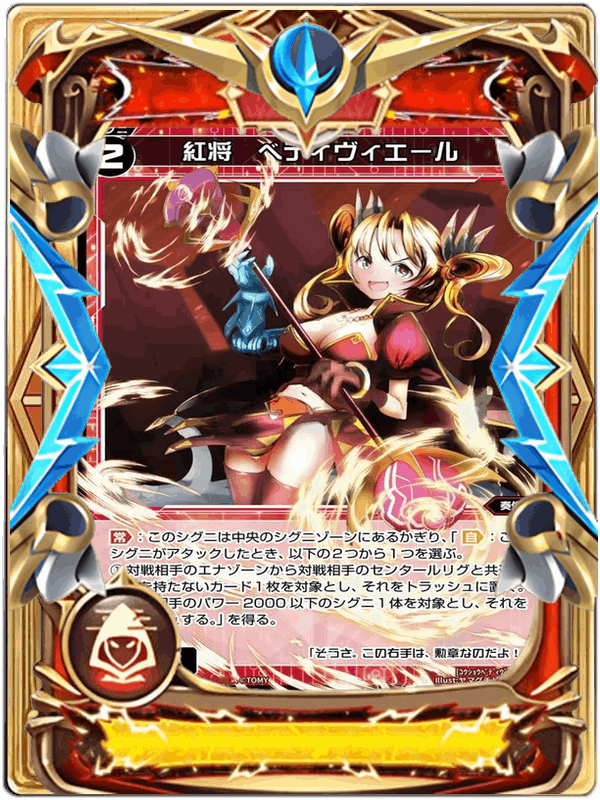 2
紅将 ベディヴィエール
常：このシグニは中央のシグニゾーンにあるかぎり、「自：こ
シグニがアタックしたとき、以下の2つから1つを選ぶ。
① 対戦相手のエナゾーンから対戦相手のセンタールリグと共
を持たないカード1枚を対象とし、それをトラッシュに置く。
手のパワー2000以下のシグニ1体を対象とし、それを
する。」を得る。
「そうさ。この右手は、勲章なのだよ！
©TOMY
Illust.ヤマダ